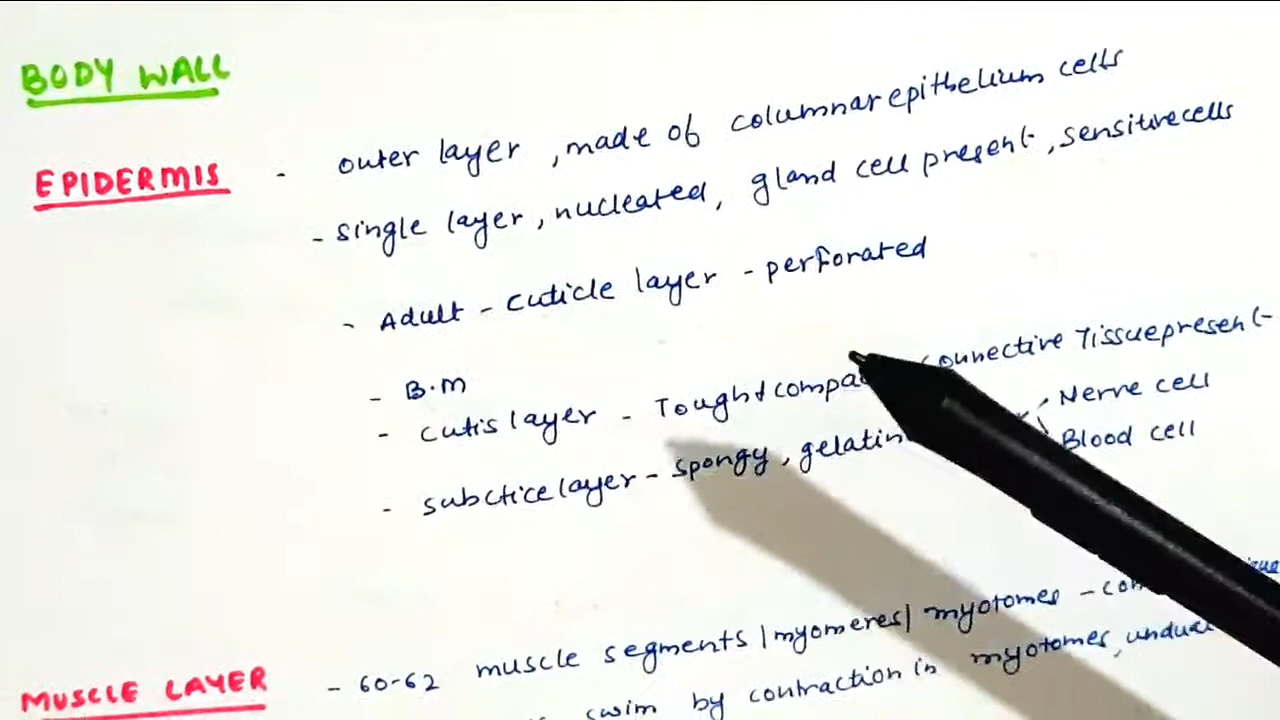 BODY WALL
EPIDERMIS - outer layer, made of columnar epithelium cells
- single layer, nucleated, gland cell present, sensitive cells
- Adult - cuticle layer - perforated
- B.M
- cutis layer - Tough & compa connective Tissue present
- subctice layer - spongy, gelatin
Nerve cell
Blood cell
MUSCLE LAYER - 60-62 muscle segments/myomeres/myotomes -
swim by contraction in myotomes,